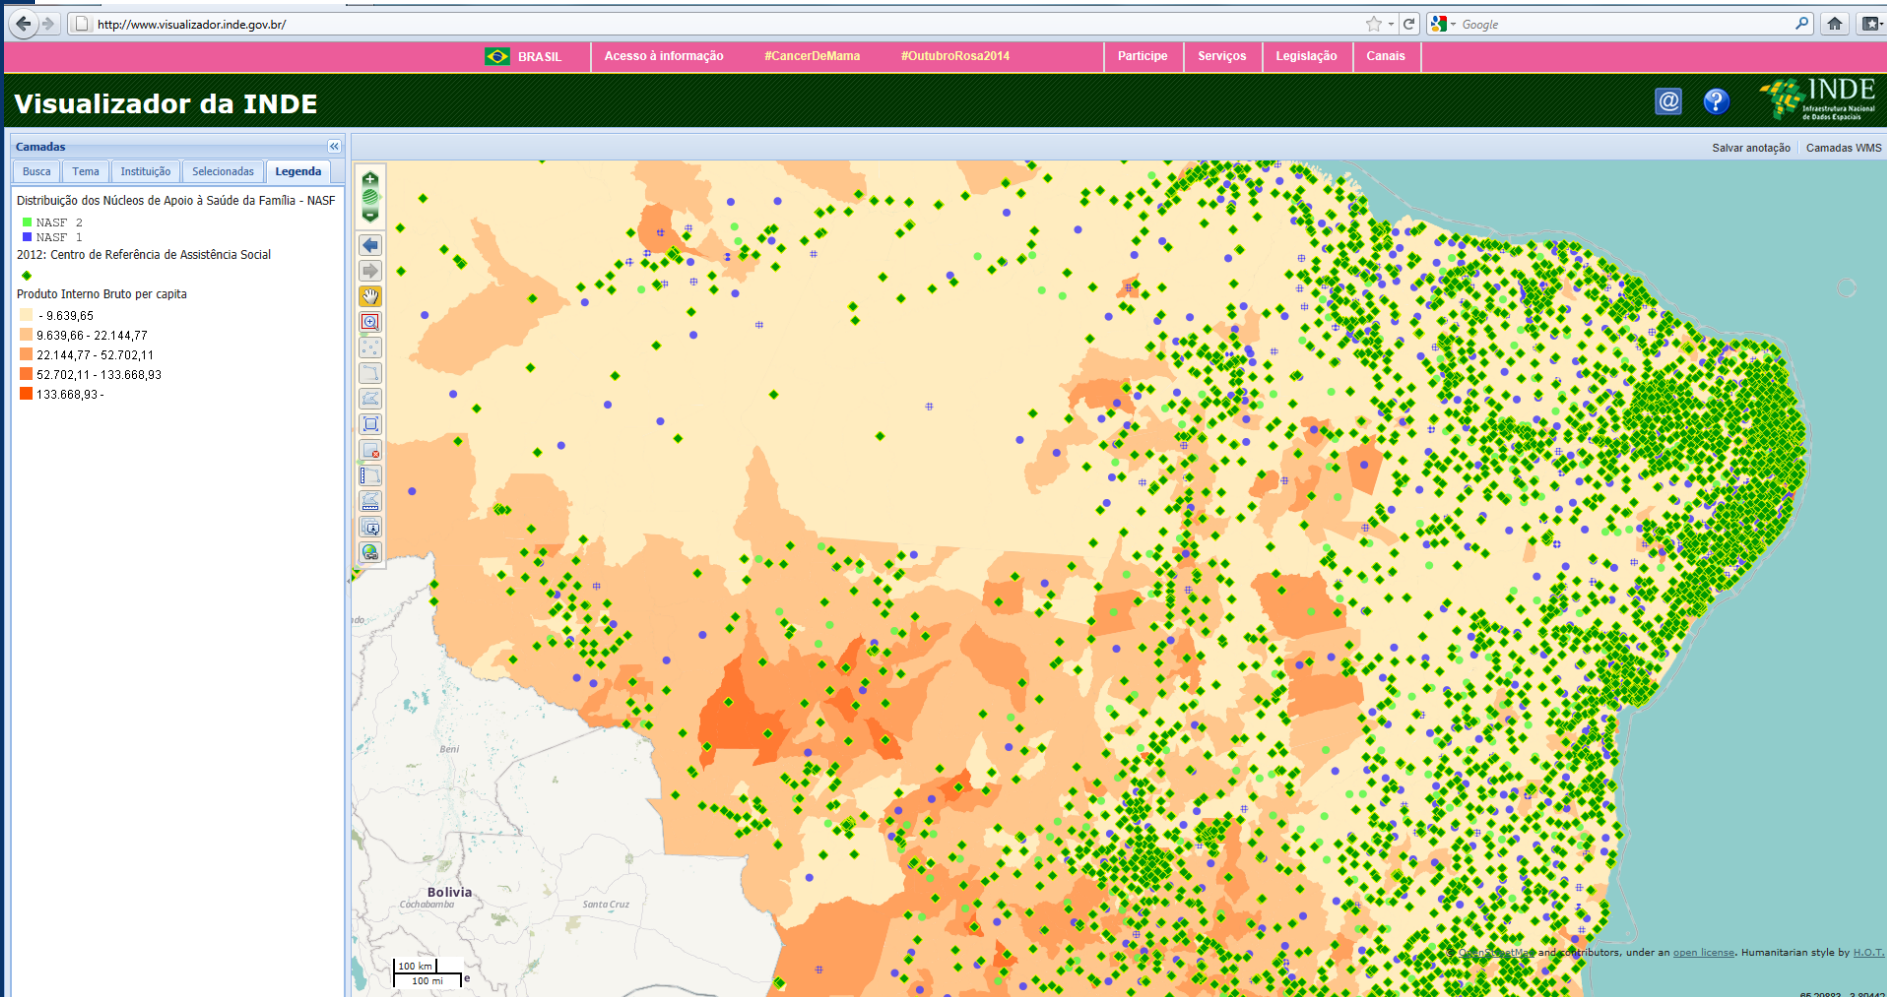 http://www.visualizador.inde.gov.br/
Google
BRASIL
Acesso à informação
#CancerDeMama
#OutubroRosa2014
Participe
Serviços
Legislação
Canais
Visualizador da INDE
@
?
INDE
Infraestrutura Nacional
de Dados Espaciais
Camadas
Salvar anotação
Camadas WMS
Busca
Tema
Instituição
Selecionadas
Legenda
Distribuição dos Núcleos de Apoio à Saúde da Família - NASF
NASF 2
NASF 1
2012: Centro de Referência de Assistência Social
Produto Interno Bruto per capita
- 9.639,65
9.639,66 - 22.144,77
22.144,77 - 52.702,11
52.702,11 - 133.668,93
133.668,93 -
Beni
Bolivia
Cochabamba
Santa Cruz
100 km
100 mi
© OpenStreetMap and contributors, under an open license. Humanitarian style by H.O.T.